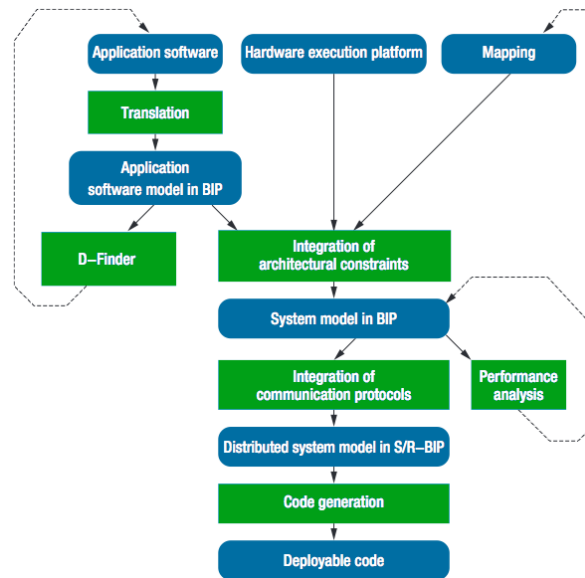 Application software
Hardware execution platform
Mapping
Translation
Application
software model in BIP
D–Finder
Integration of
architectural constraints
System model in BIP
Integration of
communication protocols
Performance
analysis
Distributed system model in S/R–BIP
Code generation
Deployable code